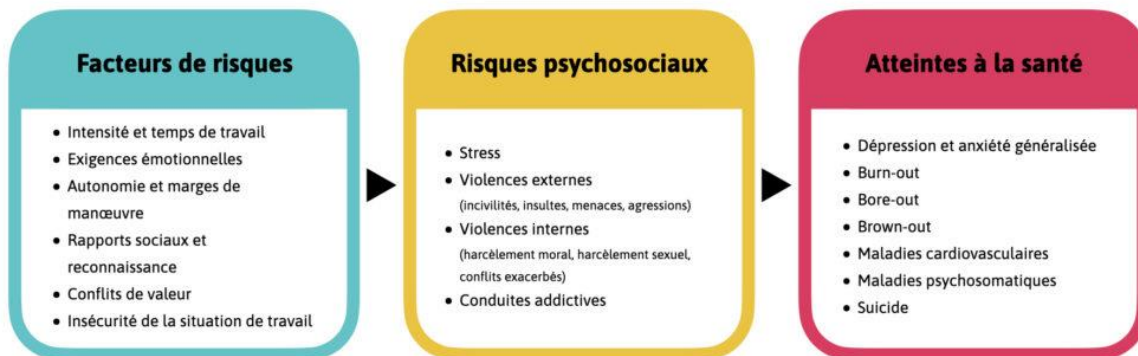 Facteurs de risques
• Intensité et temps de travail
• Exigences émotionnelles
• Autonomie et marges de
manœuvre
• Rapports sociaux et
reconnaissance
• Conflits de valeur
• Insécurité de la situation de travail
Risques psychosociaux
• Stress
• Violences externes
(incivilités, insultes, menaces, agressions)
• Violences internes
(harcèlement moral, harcèlement sexuel,
conflits exacerbés)
• Conduites addictives
Atteintes à la santé
• Dépression et anxiété généralisée
• Burn-out
• Bore-out
• Brown-out
• Maladies cardiovasculaires
• Maladies psychosomatiques
• Suicide